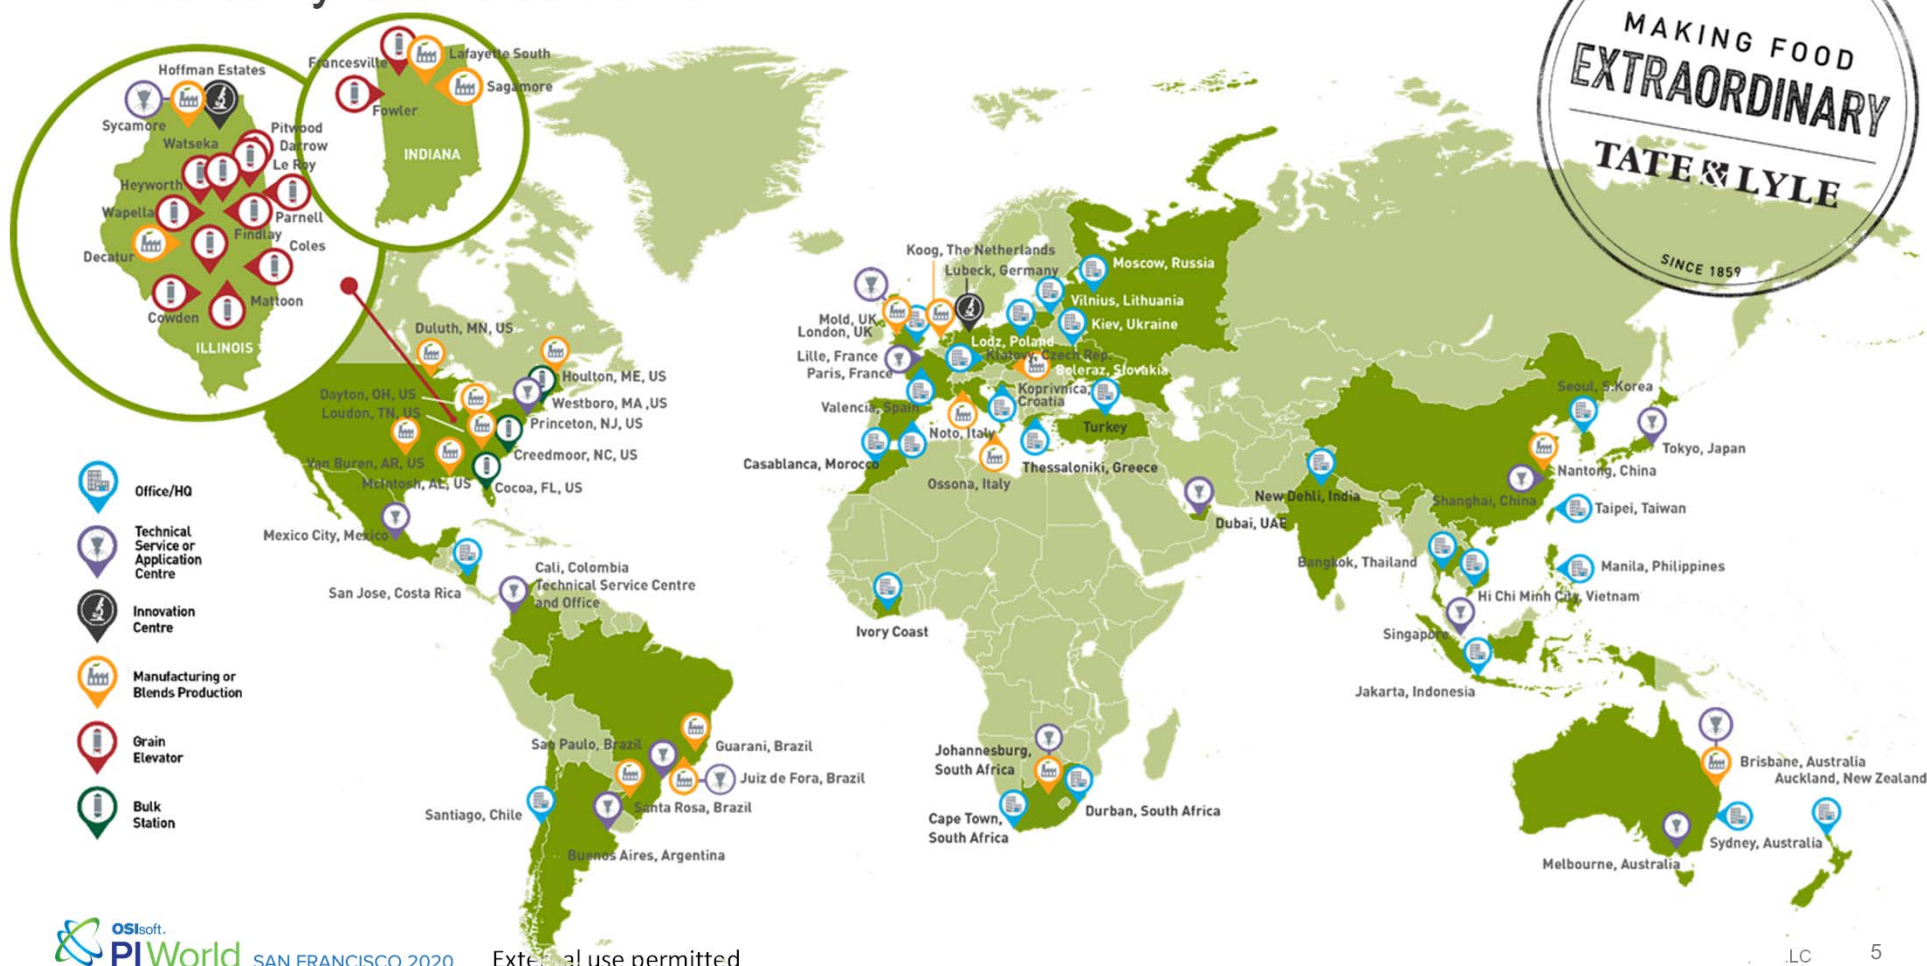 MAKING FOOD
EXTRAORDINARY
TATE & LYLE
SINCE 1859
Hoffman Estates
Sycamore
Watseka
Pitwood
Darrow
Le Roy
Heyworth
Wapella
Parnell
Findlay
Decatur
Coles
Mattoon
Cowden
ILLINOIS
Francesville
Lafayette South
Sagamore
Fowler
INDIANA
Duluth, MN, US
Houlton, ME, US
Dayton, OH, US
Westboro, MA ,US
Loudon, TN, US
Princeton, NJ, US
Creedmoor, NC, US
Van Buren, AR, US
McIntosh, AL, US
Cocoa, FL, US
Mexico City, Mexico
San Jose, Costa Rica
Cali, Colombia
Technical Service Centre
and Office
Sao Paulo, Brazil
Guarani, Brazil
Juiz de Fora, Brazil
Santa Rosa, Brazil
Santiago, Chile
Buenos Aires, Argentina
Koog, The Netherlands
Lubeck, Germany
Moscow, Russia
Vilnius, Lithuania
Mold, UK
London, UK
Kiev, Ukraine
Lodz, Poland
Lille, France
Klatovy, Czech Rep.
Paris, France
Boleraz, Slovakia
Koprivnica,
Croatia
Valencia, Spain
Turkey
Noto, Italy
Casablanca, Morocco
Thessaloniki, Greece
Ossona, Italy
Dubai, UAE
Ivory Coast
Johannesburg,
South Africa
Cape Town,
South Africa
Durban, South Africa
Seoul, S.Korea
Tokyo, Japan
Nantong, China
New Dehli, India
Shanghai, China
Taipei, Taiwan
Bangkok, Thailand
Manila, Philippines
Hi Chi Minh City, Vietnam
Singapore
Jakarta, Indonesia
Brisbane, Australia
Auckland, New Zealand
Sydney, Australia
Melbourne, Australia
Office/HQ
Technical
Service or
Application
Centre
Innovation
Centre
Manufacturing or
Blends Production
Grain
Elevator
Bulk
Station
OSIsoft.
PI World SAN FRANCISCO 2020
External use permitted
LC
5